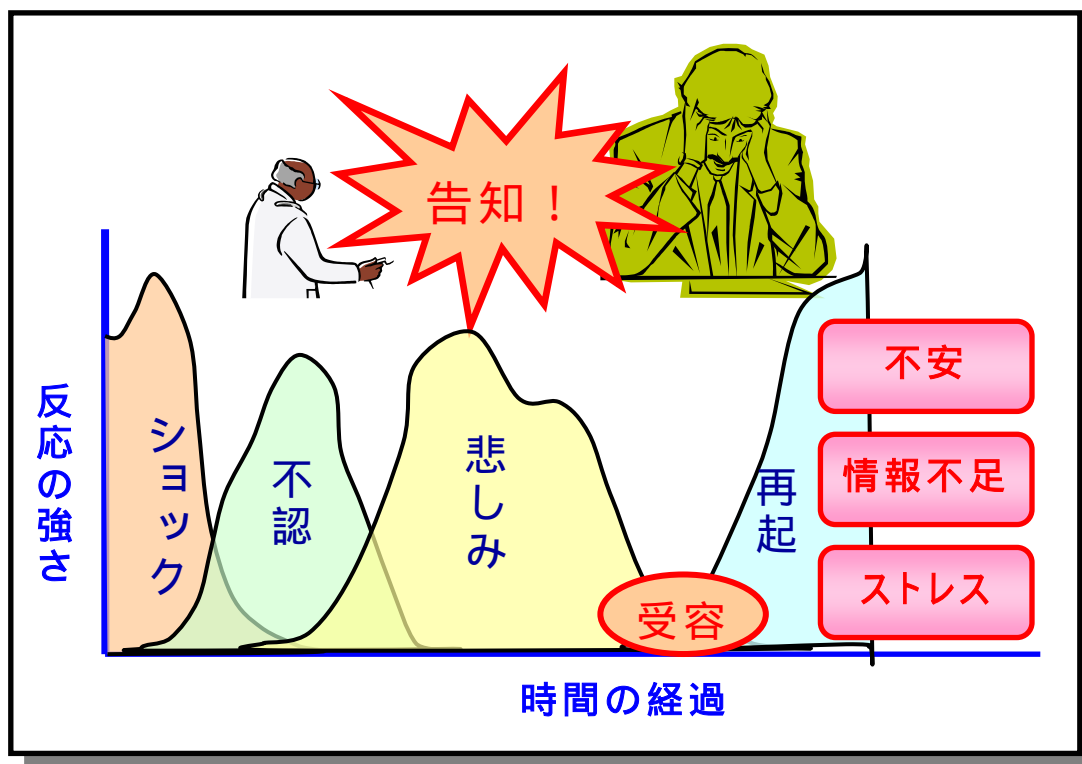 告知！
反応の強さ
ショック
不認
悲しみ
受容
再起
不安
情報不足
ストレス
時間の経過